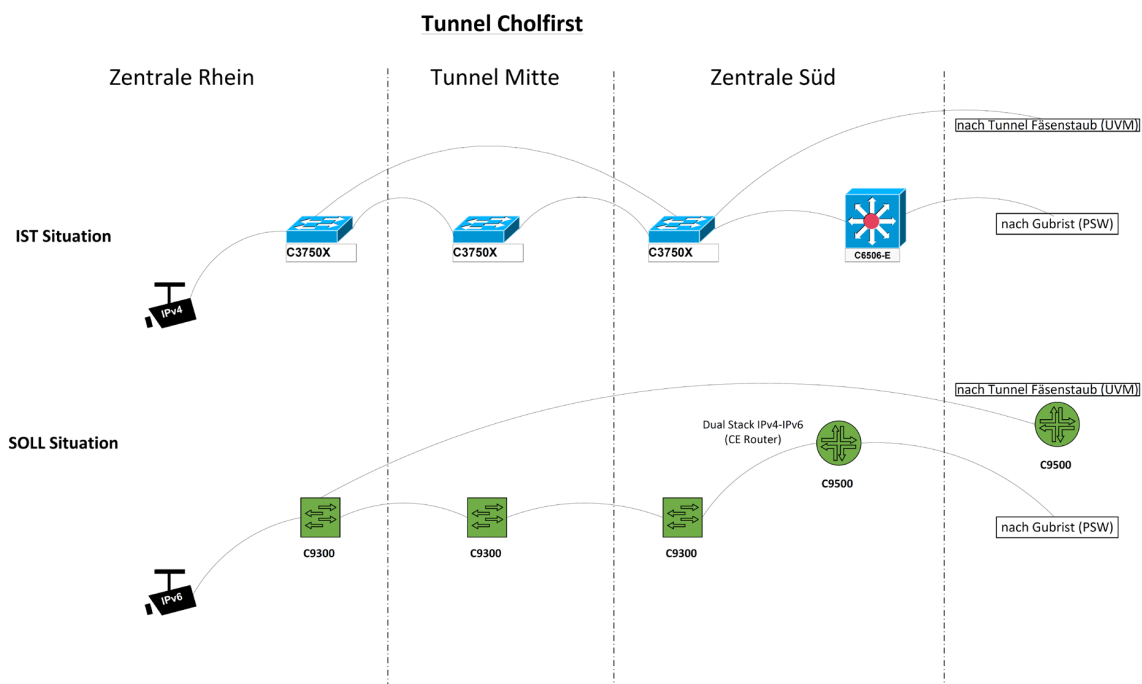 Tunnel Cholfirst
Zentrale Rhein
Tunnel Mitte
Zentrale Süd
nach Tunnel Fäsenstaub (UVM)
IST Situation
C3750X
C3750X
C3750X
C6506-E
nach Gubrist (PSW)
IPv4
nach Tunnel Fäsenstaub (UVM)
SOLL Situation
Dual Stack IPv4-IPv6
(CE Router)
C9500
C9500
C9300
C9300
C9300
nach Gubrist (PSW)
IPv6